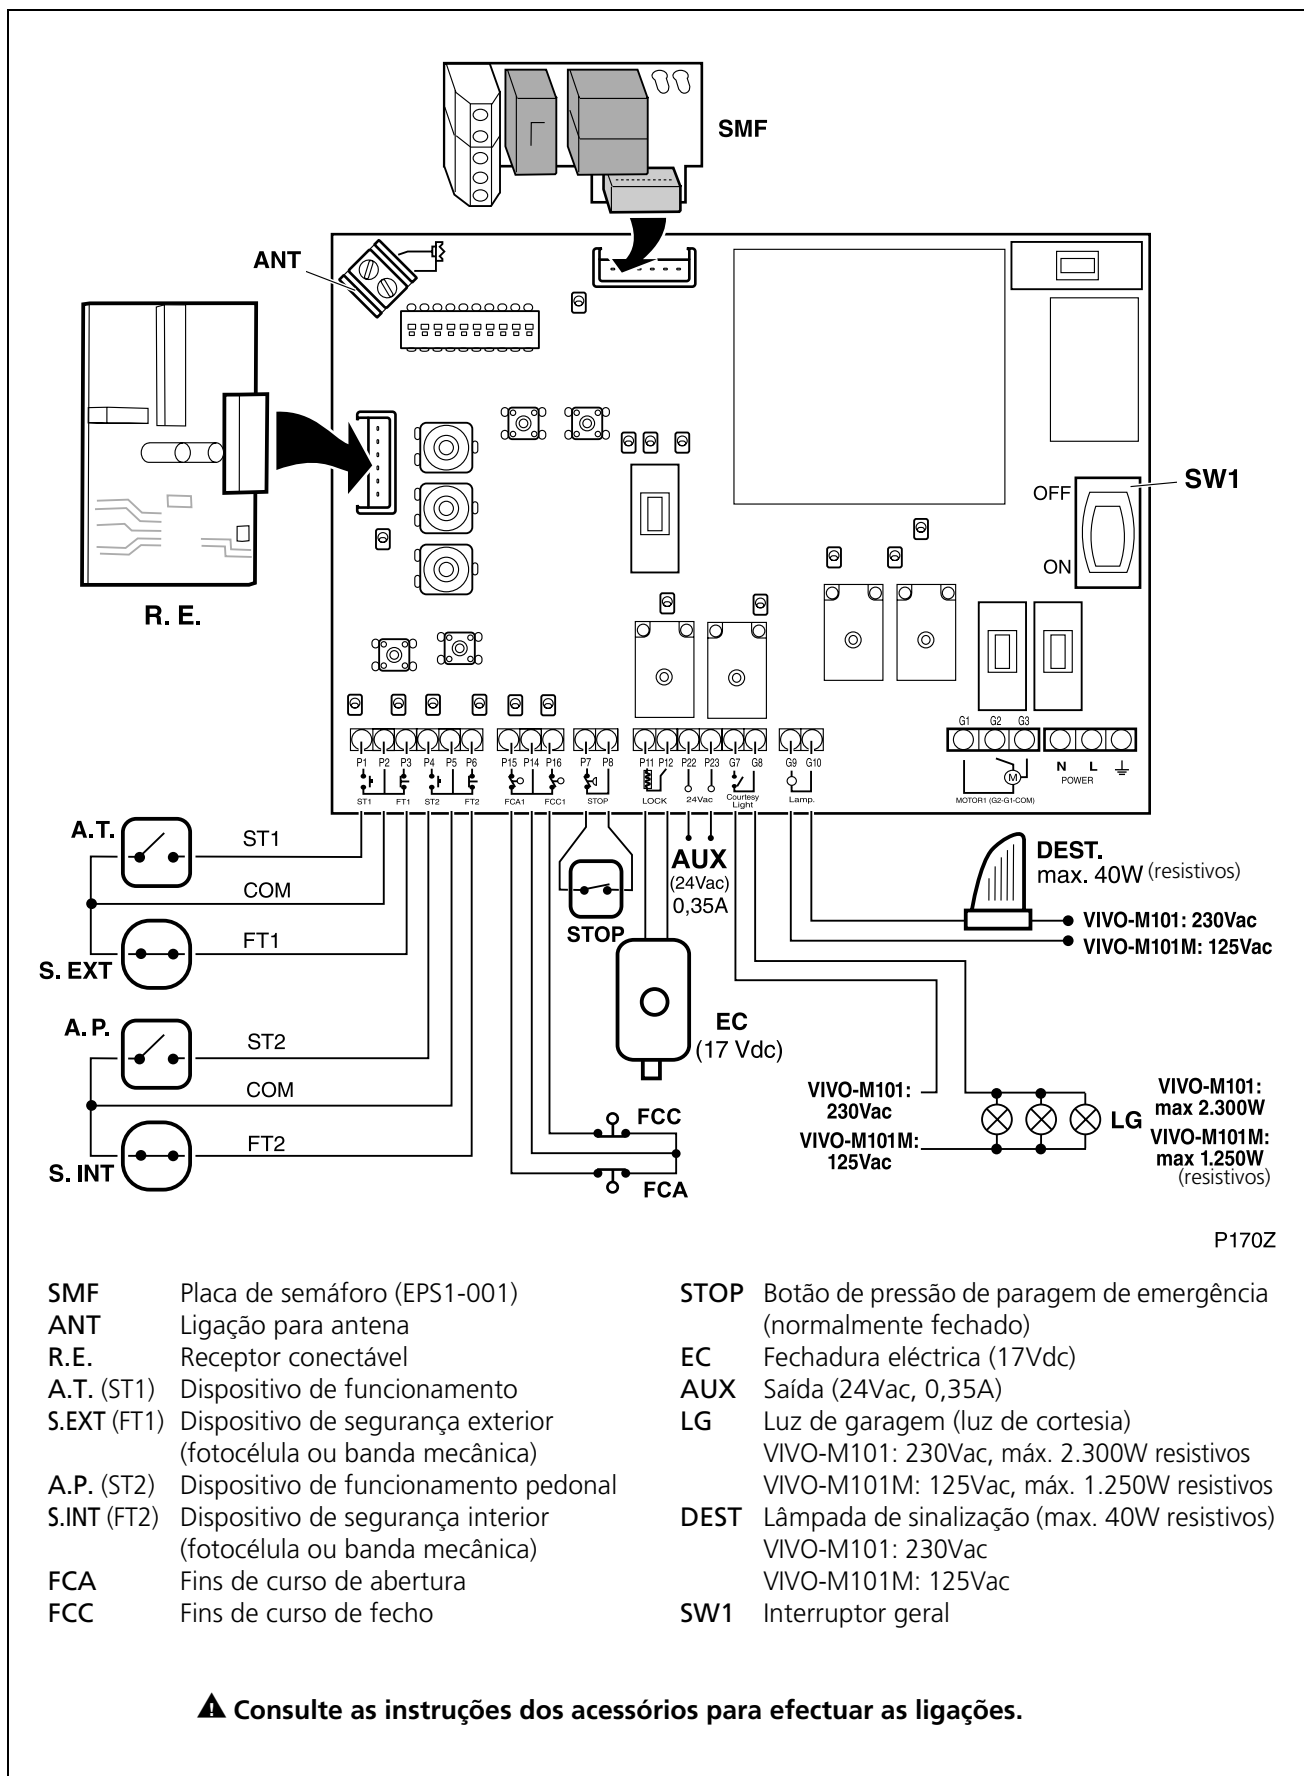 SMF
ANT
R. E.
SW1
OFF
ON
G1 G2 G3
P1 P2 P3 P4 P5 P6 P15 P14 P16 P7 P8 P11 P12 P22 P23 G7 G8 G9 G10
M
N L
POWER
ST1 FT1 ST2 FT2 FCA1 FCC1 STOP LOCK 24Vac Courtesy Lamp. MOTOR1 (G2-G1-COM)
Light
A.T.
ST1
COM
FT1
S. EXT
A. P.
ST2
COM
FT2
S. INT
STOP
AUX
(24Vac)
0,35A
EC
(17 Vdc)
FCC
FCA
DEST.
max. 40W (resistivos)
VIVO-M101: 230Vac
VIVO-M101M: 125Vac
VIVO-M101:
230Vac
VIVO-M101M:
125Vac
LG
VIVO-M101:
max 2.300W
VIVO-M101M:
max 1.250W
(resistivos)
P170Z
SMF Placa de semáforo (EPS1-001)
ANT Ligação para antena
R.E. Receptor conectável
A.T. (ST1) Dispositivo de funcionamento
S.EXT (FT1) Dispositivo de segurança exterior
(fotocélula ou banda mecânica)
A.P. (ST2) Dispositivo de funcionamento pedonal
S.INT (FT2) Dispositivo de segurança interior
(fotocélula ou banda mecânica)
FCA Fins de curso de abertura
FCC Fins de curso de fecho
STOP Botão de pressão de paragem de emergência
(normalmente fechado)
EC Fechadura eléctrica (17Vdc)
AUX Saída (24Vac, 0,35A)
LG Luz de garagem (luz de cortesia)
VIVO-M101: 230Vac, máx. 2.300W resistivos
VIVO-M101M: 125Vac, máx. 1.250W resistivos
DEST Lâmpada de sinalização (max. 40W resistivos)
VIVO-M101: 230Vac
VIVO-M101M: 125Vac
SW1 Interruptor geral
Consulte as instruções dos acessórios para efectuar as ligações.